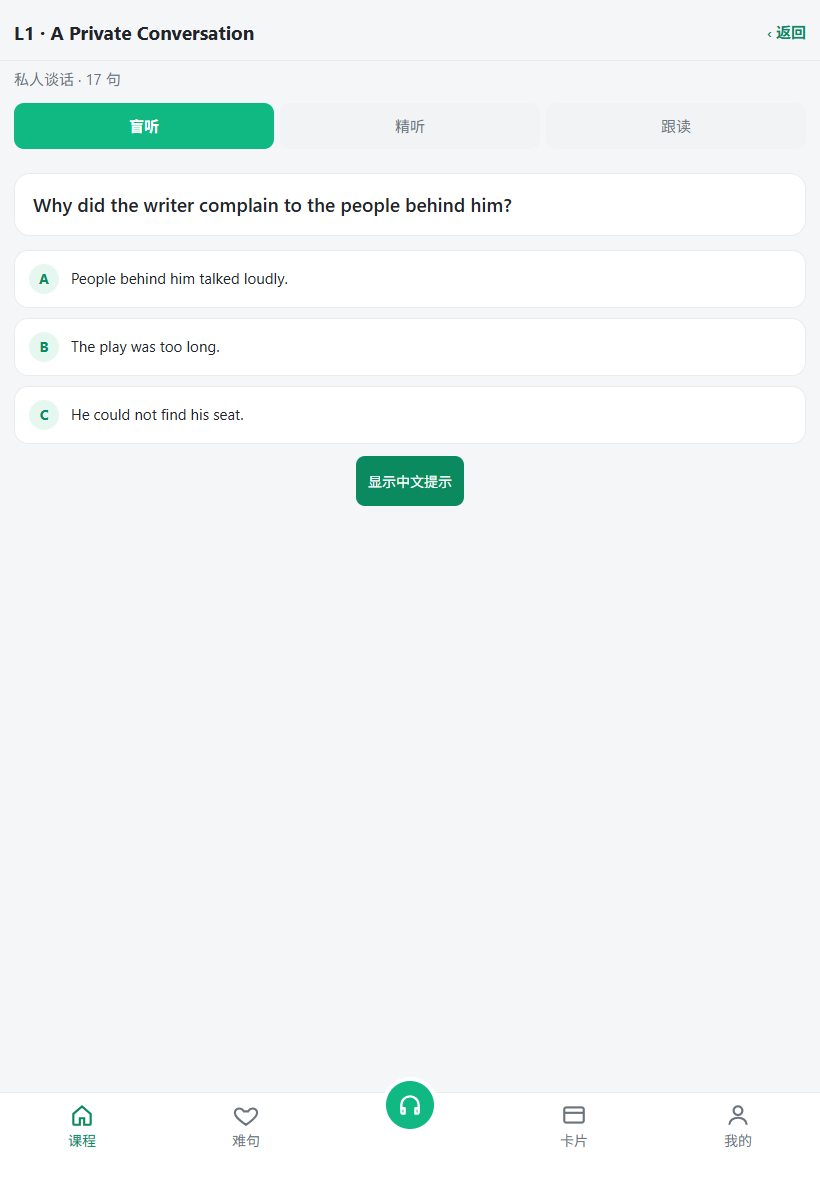 L1 · A Private Conversation
‹ 返回
私人谈话 · 17 句
盲听
精听
跟读
Why did the writer complain to the people behind him?
A People behind him talked loudly.
B The play was too long.
C He could not find his seat.
显示中文提示
课程
难句
卡片
我的